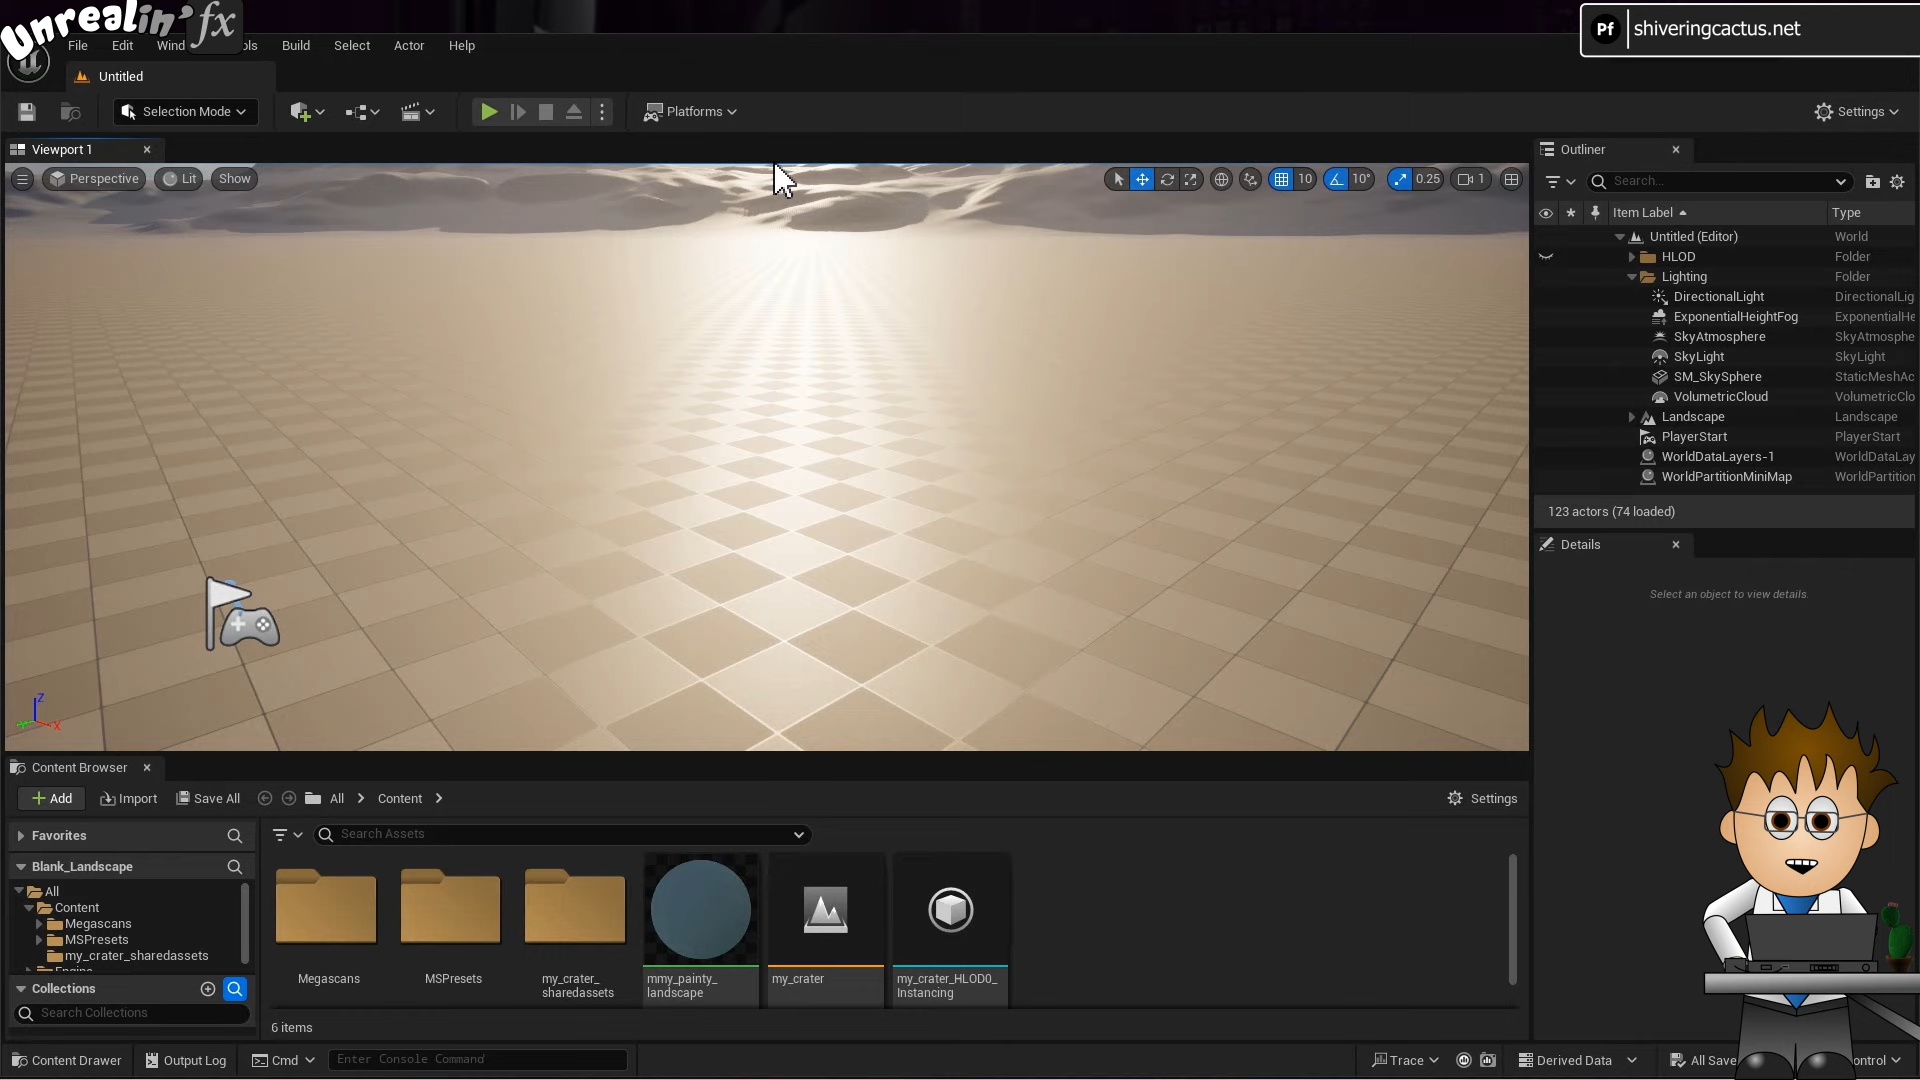 Unrealin' fx
Pf shiveringcactus.net
File Edit Wind ols Build Select Actor Help
Untitled
Selection Mode
Platforms
Settings
Viewport 1
Perspective Lit Show
10 10° 0.25 1
Z
X
Outliner
Search...
Item Label Type
Untitled (Editor) World
HLOD Folder
Lighting Folder
DirectionalLight DirectionalLig
ExponentialHeightFog ExponentialHe
SkyAtmosphere SkyAtmosphe
SkyLight SkyLight
SM_SkySphere StaticMeshAc
VolumetricCloud VolumetricClo
Landscape Landscape
PlayerStart PlayerStart
WorldDataLayers-1 WorldDataLay
WorldPartitionMiniMap WorldPartition
123 actors (74 loaded)
Details
Select an object to view details.
Content Browser
Add Import Save All All Content
Settings
Favorites
Search Assets
Blank_Landscape
All
Content
Megascans
MSPresets
my_crater_sharedassets
Engine
Megascans
MSPresets
my_crater_
sharedassets
mmy_painty_
landscape
my_crater
my_crater_HLOD0_
Instancing
Collections
Search Collections
6 items
Content Drawer Output Log Cmd Enter Console Command
Trace Derived Data All Save ontrol